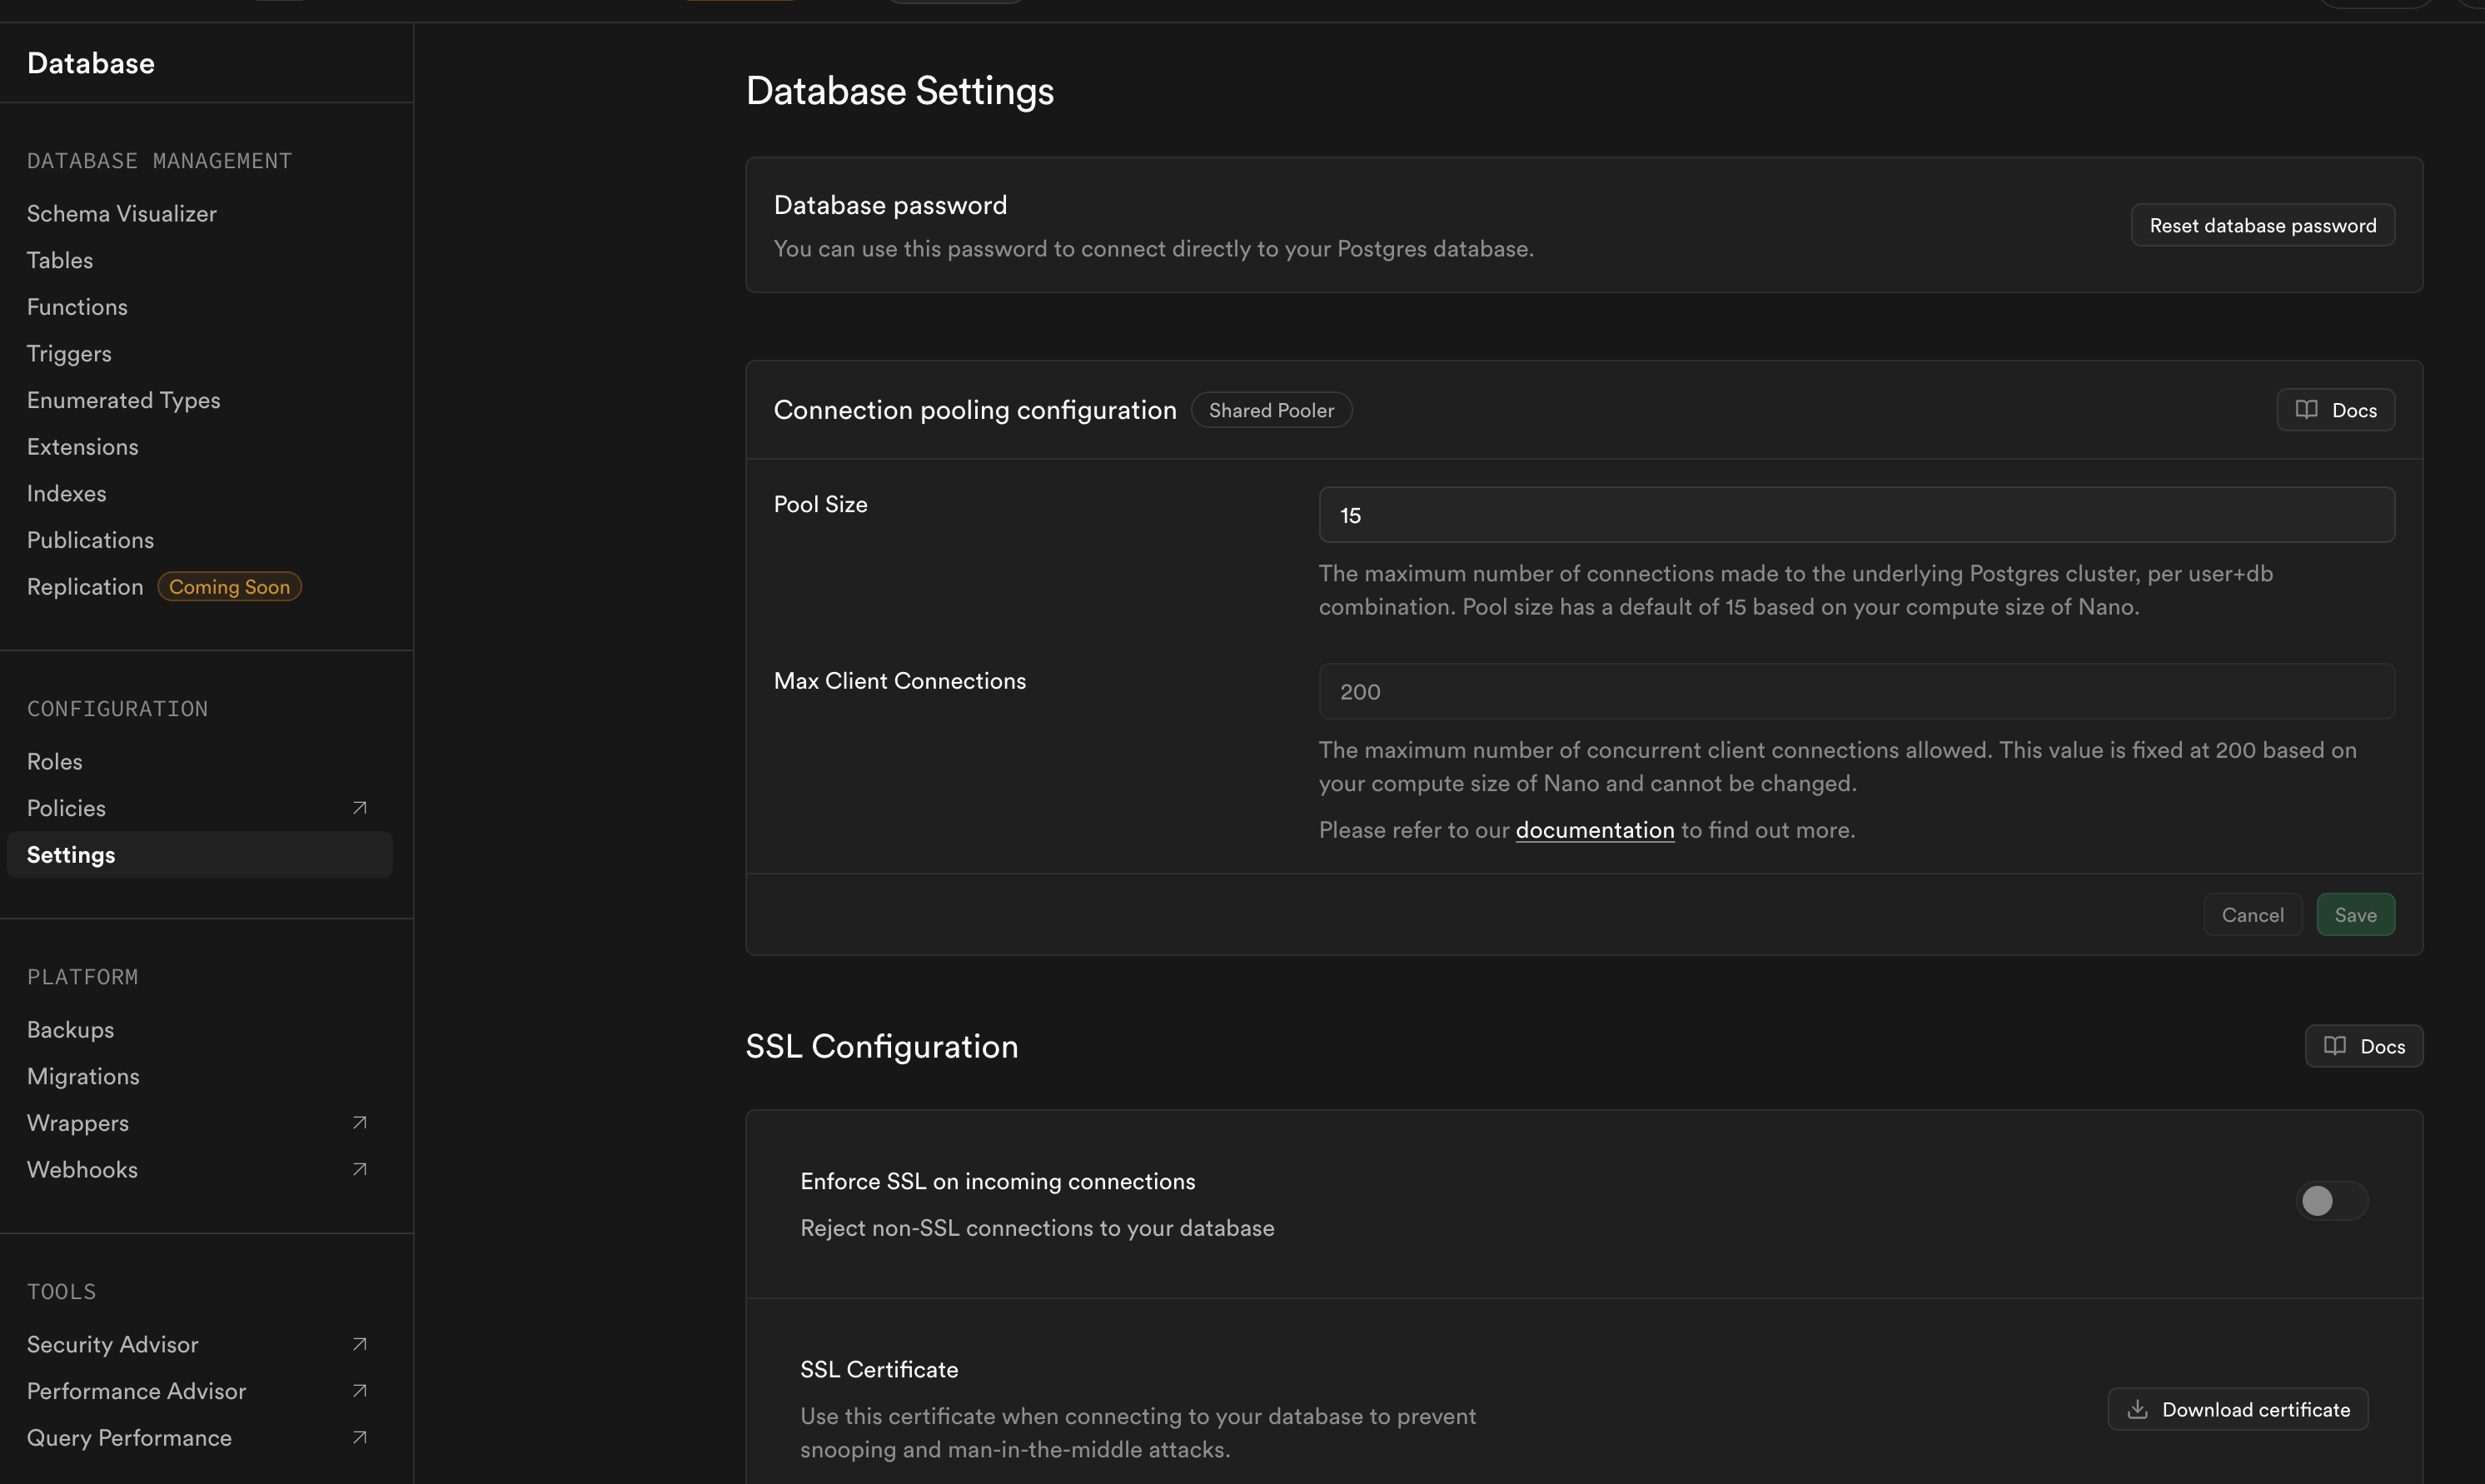 Database
DATABASE MANAGEMENT
Schema Visualizer
Tables
Functions
Triggers
Enumerated Types
Extensions
Indexes
Publications
Replication Coming Soon
CONFIGURATION
Roles
Policies
Settings
PLATFORM
Backups
Migrations
Wrappers
Webhooks
TOOLS
Security Advisor
Performance Advisor
Query Performance
Database Settings
Database password
You can use this password to connect directly to your Postgres database.
Reset database password
Connection pooling configuration Shared Pooler
Docs
Pool Size
15
The maximum number of connections made to the underlying Postgres cluster, per user+db
combination. Pool size has a default of 15 based on your compute size of Nano.
Max Client Connections
200
The maximum number of concurrent client connections allowed. This value is fixed at 200 based on
your compute size of Nano and cannot be changed.
Please refer to our documentation to find out more.
Cancel
Save
SSL Configuration
Docs
Enforce SSL on incoming connections
Reject non-SSL connections to your database
SSL Certificate
Use this certificate when connecting to your database to prevent
snooping and man-in-the-middle attacks.
Download certificate